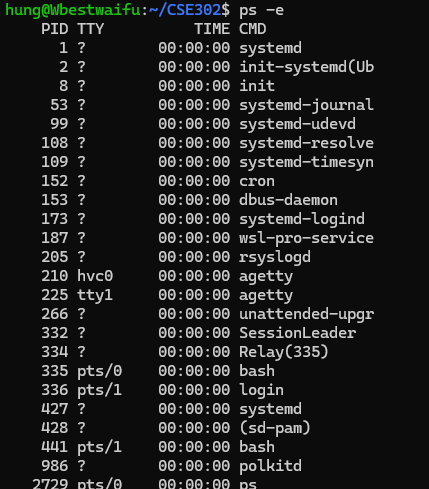 hung@Wbestwaifu:~/CSE302$ ps -e
PID TTY TIME CMD
1 ? 00:00:00 systemd
2 ? 00:00:00 init-systemd(Ub
8 ? 00:00:00 init
53 ? 00:00:00 systemd-journal
99 ? 00:00:00 systemd-udevd
108 ? 00:00:00 systemd-resolve
109 ? 00:00:00 systemd-timesyn
152 ? 00:00:00 cron
153 ? 00:00:00 dbus-daemon
173 ? 00:00:00 systemd-logind
187 ? 00:00:00 wsl-pro-service
205 ? 00:00:00 rsyslogd
210 hvc0 00:00:00 agetty
225 tty1 00:00:00 agetty
266 ? 00:00:00 unattended-upgr
332 ? 00:00:00 SessionLeader
334 ? 00:00:00 Relay(335)
335 pts/0 00:00:00 bash
336 pts/1 00:00:00 login
427 ? 00:00:00 systemd
428 ? 00:00:00 (sd-pam)
441 pts/1 00:00:00 bash
986 ? 00:00:00 polkitd
2729 pts/0 00:00:00 ps